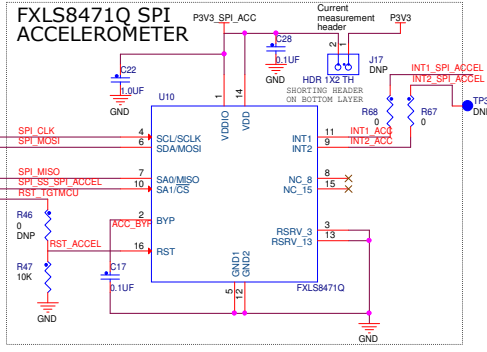 FXLS8471Q SPI
ACCELEROMETER
P3V3_SPI_ACC
Current
measurement
header
P3V3
C28
0.1UF
GND
2
1
J17
DNP
HDR 1X2 TH
SHORTING HEADER
ON BOTTOM LAYER
INT1_SPI_ACCEL
INT2_SPI_ACCEL
C22
1.0UF
GND
U10
1
14
VDDIO
VDD
R68
0
R67
0
SPI_CLK
4
SCL/SCLK
SPI_MOSI
6
SDA/MOSI
INT1
11
INT1_ACC
INT2
9
INT2_ACC
SPI_MISO
7
SA0/MISO
SPI_SS_SPI_ACCEL
10
SA1/CS
RST_TGTMCU
NC_8
8
NC_15
15
R46
0
DNP
ACC_BYP
2
BYP
RSRV_3
3
RSRV_13
13
RST_ACCEL
16
RST
R47
10K
GND
C17
0.1UF
GND1
GND2
5
12
FXLS8471Q
GND